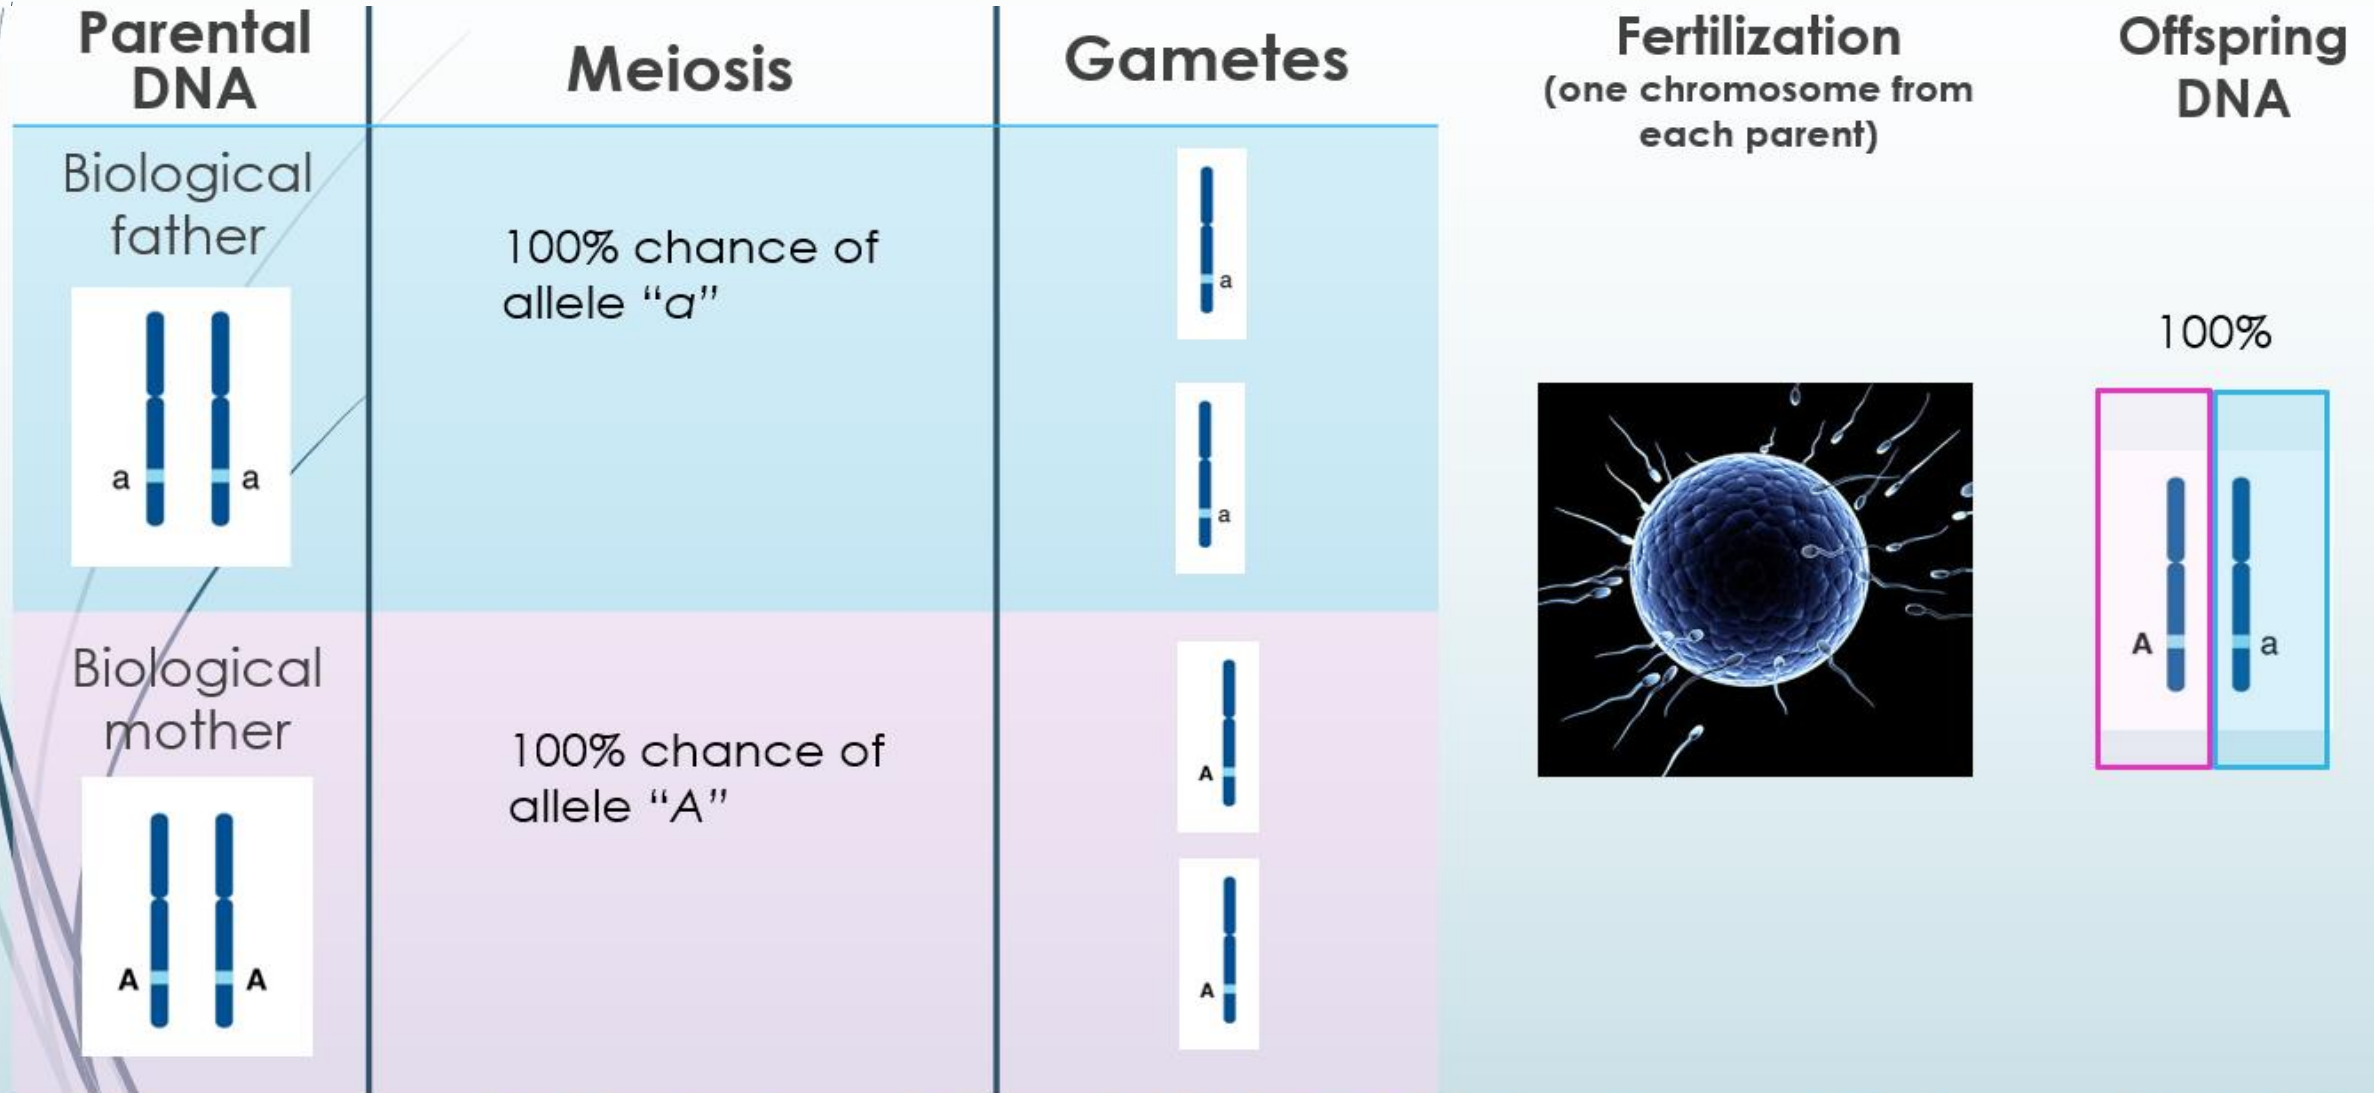 Parental
DNA
Meiosis
Gametes
Fertilization
(one chromosome from
each parent)
Offspring
DNA
Biological
father
a a
100% chance of
allele “a”
a
a
Biological
mother
A A
100% chance of
allele “A”
A
A
100%
A a